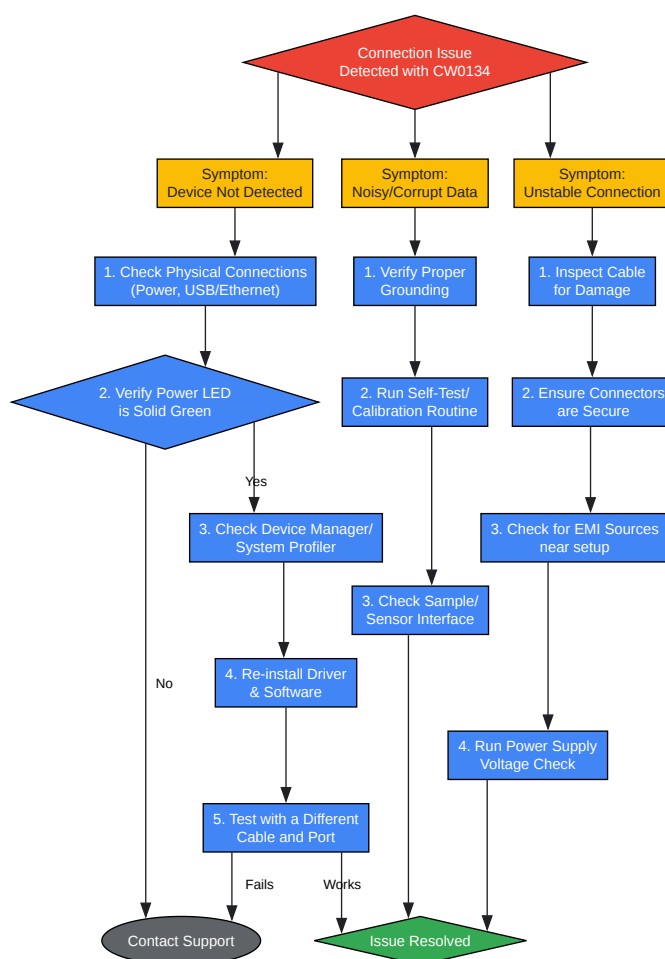 Connection Issue
Detected with CW0134
Symptom:
Device Not Detected
Symptom:
Noisy/Corrupt Data
Symptom:
Unstable Connection
1. Check Physical Connections
(Power, USB/Ethernet)
1. Verify Proper
Grounding
1. Inspect Cable
for Damage
2. Verify Power LED
is Solid Green
2. Run Self-Test/
Calibration Routine
2. Ensure Connectors
are Secure
Yes
3. Check Device Manager/
System Profiler
3. Check for EMI Sources
near setup
3. Check Sample/
Sensor Interface
No
4. Re-install Driver
& Software
4. Run Power Supply
Voltage Check
5. Test with a Different
Cable and Port
Fails
Works
Contact Support
Issue Resolved